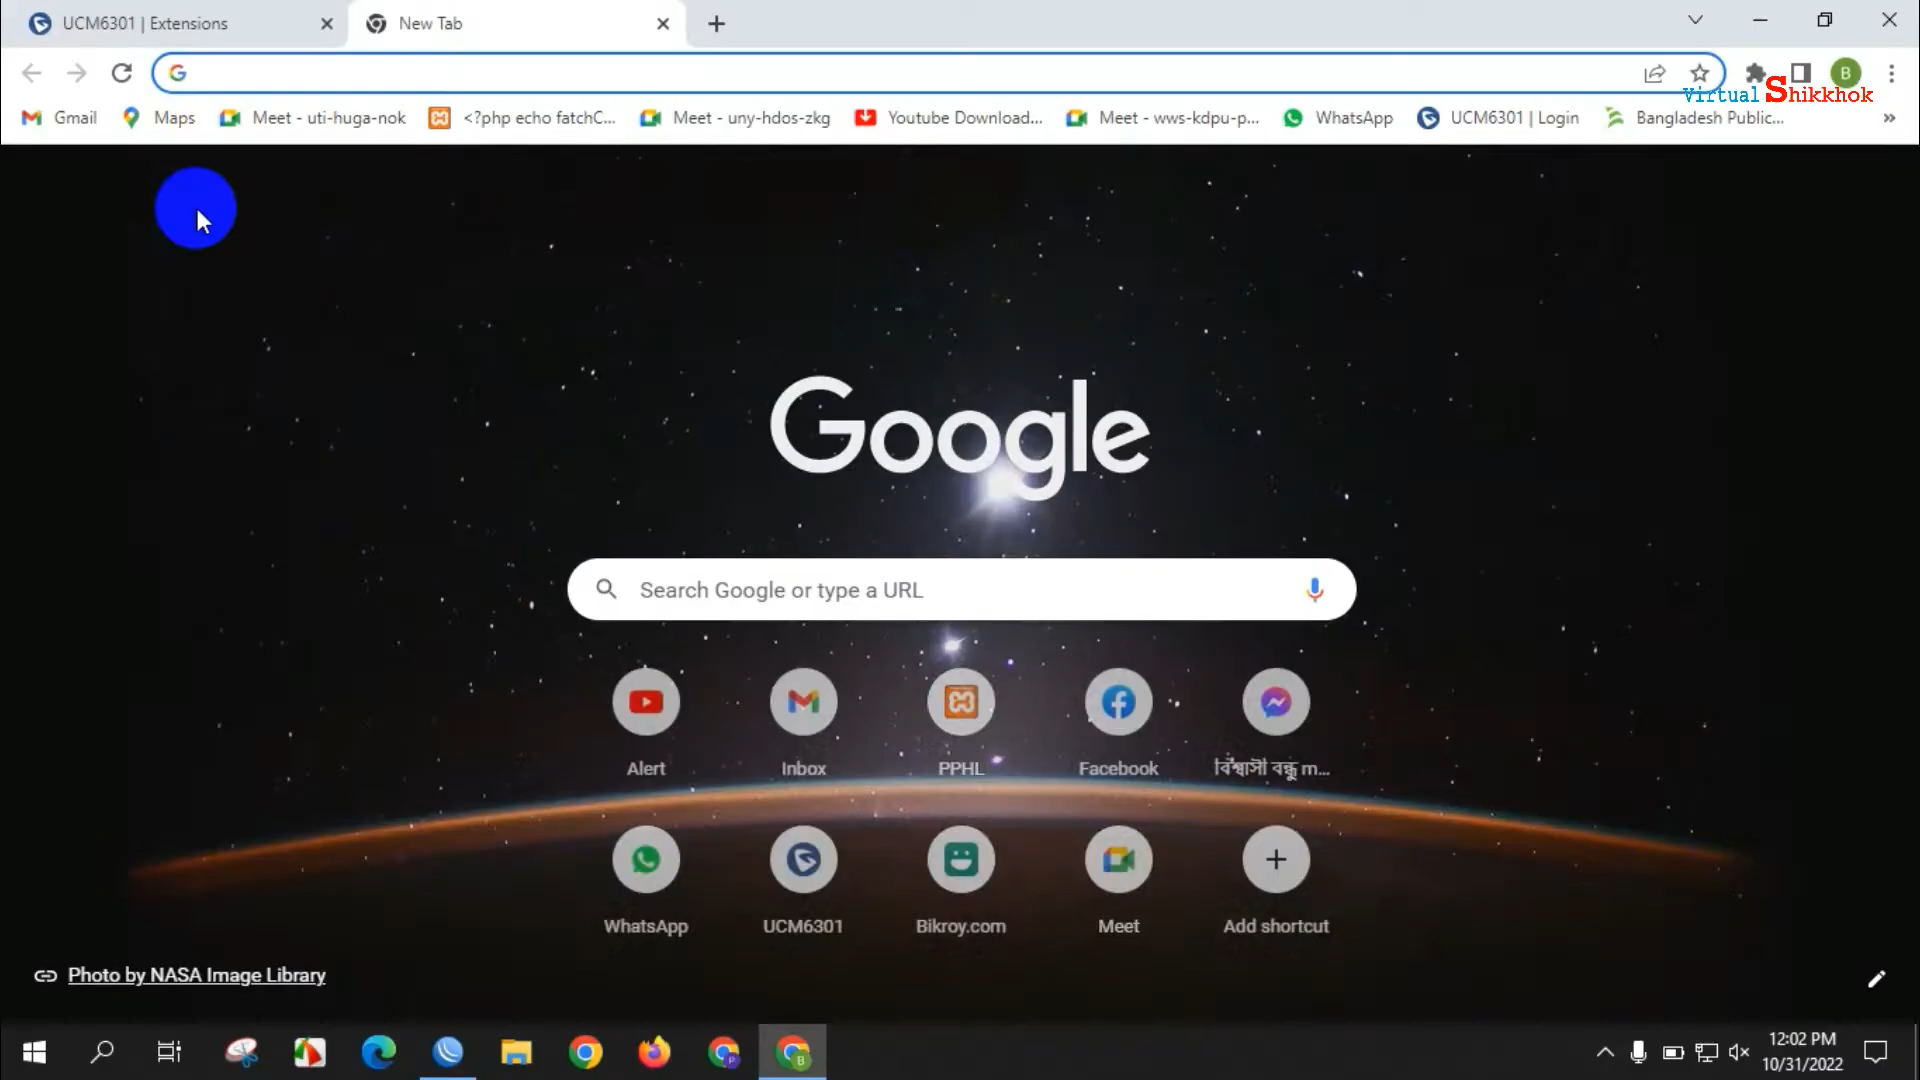 UCM6301 | Extensions
New Tab
Virtual Shikkhok
Gmail
Maps
Meet - uti-huga-nok
<?php echo fatchC...
Meet - uny-hdos-zkg
Youtube Download...
Meet - wws-kdpu-p...
WhatsApp
UCM6301 | Login
Bangladesh Public...
»
B
Google
Search Google or type a URL
Alert
Inbox
PPHL
Facebook
বিশ্বাসী বন্ধু m...
WhatsApp
UCM6301
Bikroy.com
Meet
Add shortcut
Photo by NASA Image Library
12:02 PM
10/31/2022